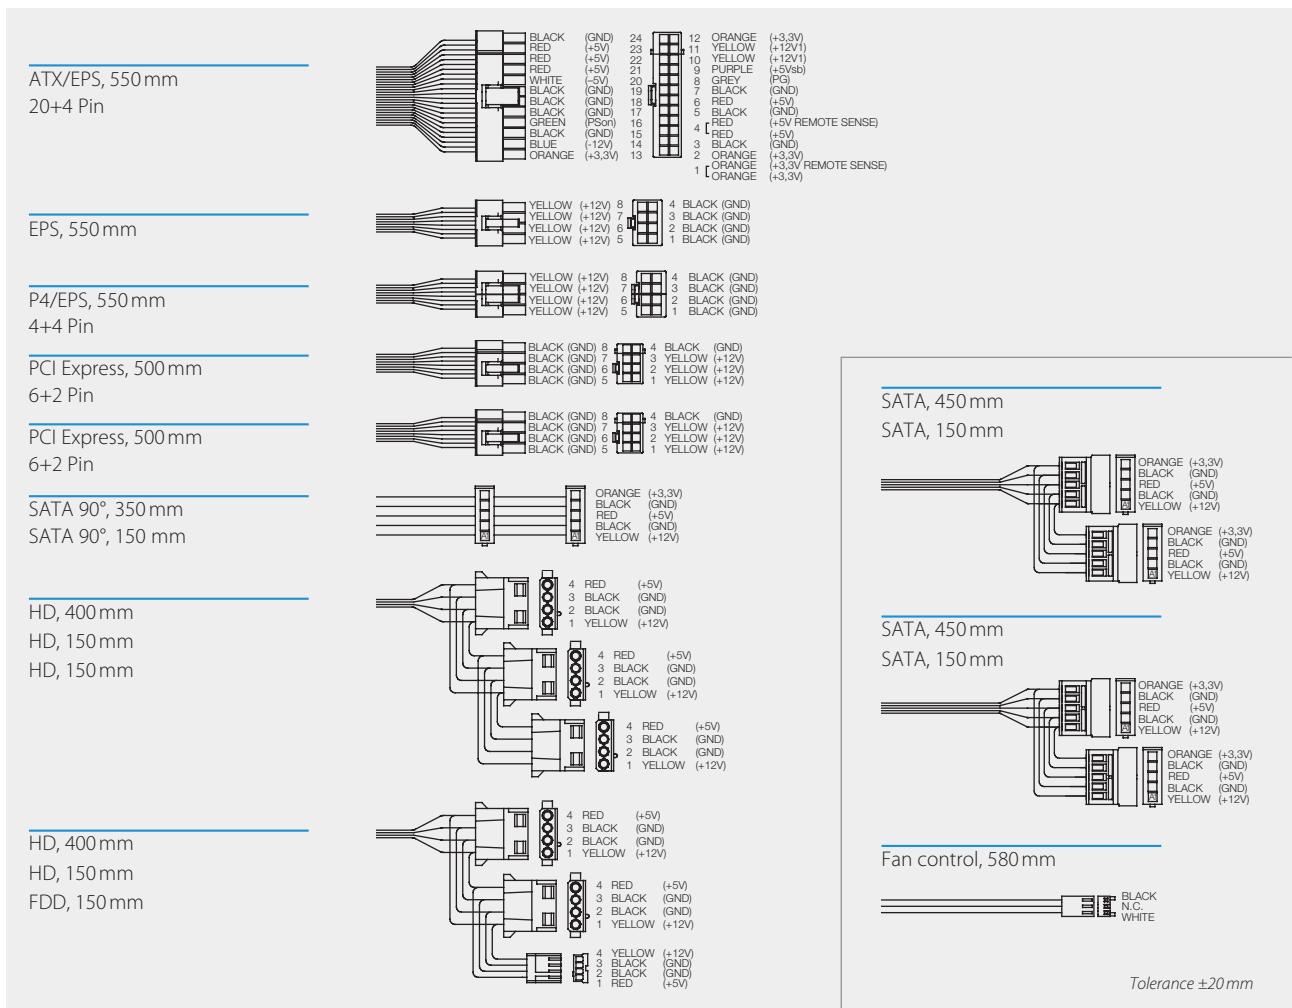 ATX/EPS, 550 mm
20+4 Pin
BLACK (GND) 24
RED (+5V) 23
RED (+5V) 22
RED (+5V) 21
WHITE (–5V) 20
BLACK (GND) 19
BLACK (GND) 18
BLACK (GND) 17
GREEN (PSon) 16
BLACK (GND) 15
BLUE (-12V) 14
ORANGE (+3,3V) 13
12 ORANGE (+3,3V)
11 YELLOW (+12V1)
10 YELLOW (+12V1)
9 PURPLE (+5Vsb)
8 GREY (PG)
7 BLACK (GND)
6 RED (+5V)
5 BLACK (GND)
4 RED (+5V REMOTE SENSE)
RED (+5V)
3 BLACK (GND)
2 ORANGE (+3,3V)
1 ORANGE (+3,3V REMOTE SENSE)
ORANGE (+3,3V)
EPS, 550 mm
YELLOW (+12V) 8 4 BLACK (GND)
YELLOW (+12V) 7 3 BLACK (GND)
YELLOW (+12V) 6 2 BLACK (GND)
YELLOW (+12V) 5 1 BLACK (GND)
P4/EPS, 550 mm
4+4 Pin
YELLOW (+12V) 8 4 BLACK (GND)
YELLOW (+12V) 7 3 BLACK (GND)
YELLOW (+12V) 6 2 BLACK (GND)
YELLOW (+12V) 5 1 BLACK (GND)
PCI Express, 500 mm
6+2 Pin
BLACK (GND) 8 4 BLACK (GND)
BLACK (GND) 7 3 YELLOW (+12V)
BLACK (GND) 6 2 YELLOW (+12V)
BLACK (GND) 5 1 YELLOW (+12V)
PCI Express, 500 mm
6+2 Pin
BLACK (GND) 8 4 BLACK (GND)
BLACK (GND) 7 3 YELLOW (+12V)
BLACK (GND) 6 2 YELLOW (+12V)
BLACK (GND) 5 1 YELLOW (+12V)
SATA 90°, 350 mm
SATA 90°, 150 mm
ORANGE (+3,3V)
BLACK (GND)
RED (+5V)
BLACK (GND)
YELLOW (+12V)
HD, 400 mm
HD, 150 mm
HD, 150 mm
4 RED (+5V)
3 BLACK (GND)
2 BLACK (GND)
1 YELLOW (+12V)
4 RED (+5V)
3 BLACK (GND)
2 BLACK (GND)
1 YELLOW (+12V)
4 RED (+5V)
3 BLACK (GND)
2 BLACK (GND)
1 YELLOW (+12V)
HD, 400 mm
HD, 150 mm
FDD, 150 mm
4 RED (+5V)
3 BLACK (GND)
2 BLACK (GND)
1 YELLOW (+12V)
4 RED (+5V)
3 BLACK (GND)
2 BLACK (GND)
1 YELLOW (+12V)
4 YELLOW (+12V)
3 BLACK (GND)
2 BLACK (GND)
1 RED (+5V)
SATA, 450 mm
SATA, 150 mm
ORANGE (+3,3V)
BLACK (GND)
RED (+5V)
BLACK (GND)
YELLOW (+12V)
ORANGE (+3,3V)
BLACK (GND)
RED (+5V)
BLACK (GND)
YELLOW (+12V)
SATA, 450 mm
SATA, 150 mm
ORANGE (+3,3V)
BLACK (GND)
RED (+5V)
BLACK (GND)
YELLOW (+12V)
ORANGE (+3,3V)
BLACK (GND)
RED (+5V)
BLACK (GND)
YELLOW (+12V)
Fan control, 580 mm
BLACK
N.C.
WHITE
Tolerance ±20 mm